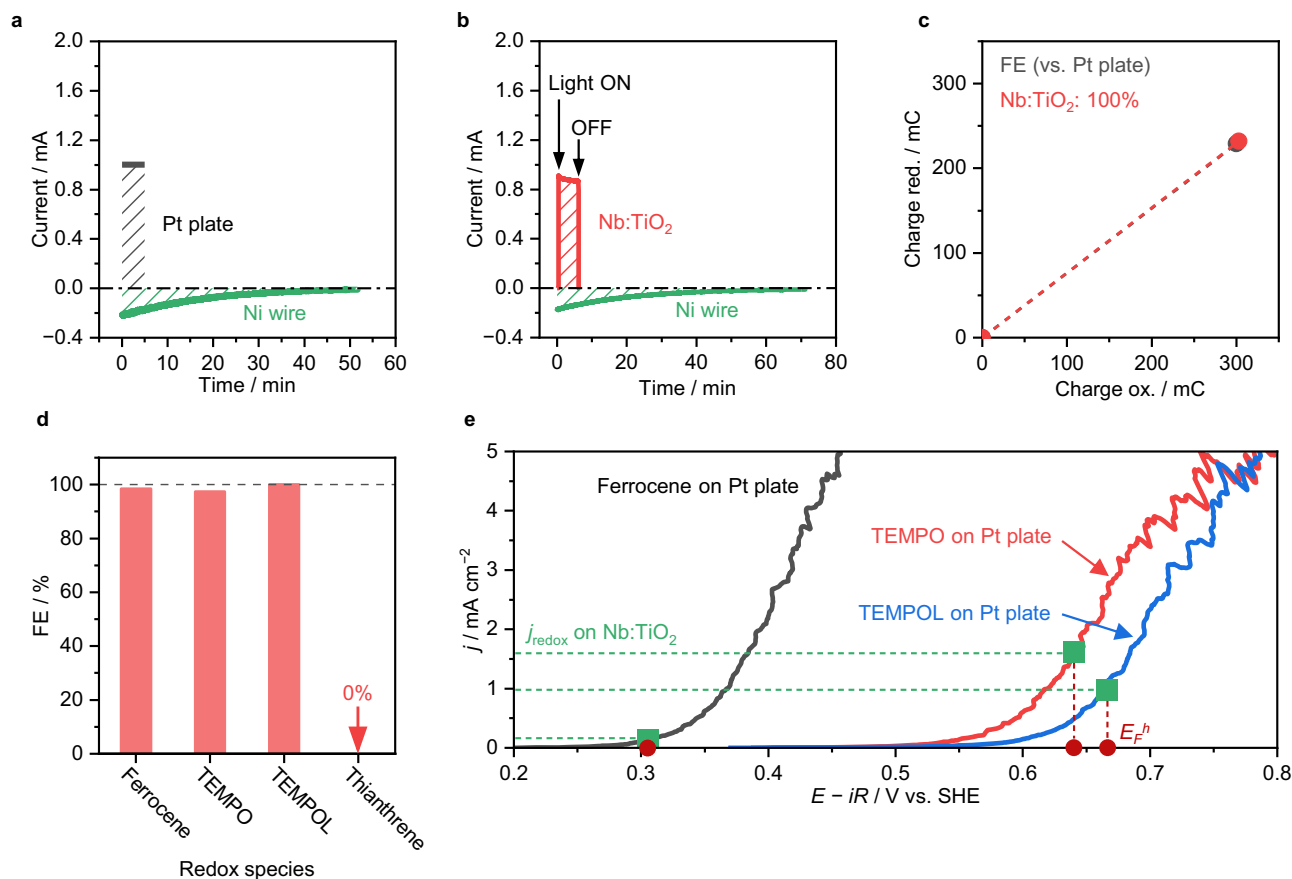 a
2.0
1.6
1.2
0.8
0.4
0.0
−0.4
Current / mA
Pt plate
Ni wire
0 10 20 30 40 50 60
Time / min
b
2.0
1.6
1.2
0.8
0.4
0.0
−0.4
Current / mA
Light ON
OFF
Nb:TiO₂
Ni wire
0 20 40 60 80
Time / min
c
300
200
100
0
Charge red. / mC
FE (vs. Pt plate)
Nb:TiO₂: 100%
0 100 200 300
Charge ox. / mC
d
100
80
60
40
20
0
FE / %
0%
Ferrocene
TEMPO
TEMPOL
Thianthrene
Redox species
e
5
4
3
2
1
0
j / mA cm⁻²
Ferrocene on Pt plate
TEMPO on Pt plate
TEMPOL on Pt plate
j_redox on Nb:TiO₂
E_F^h
0.2 0.3 0.4 0.5 0.6 0.7 0.8
E − iR / V vs. SHE